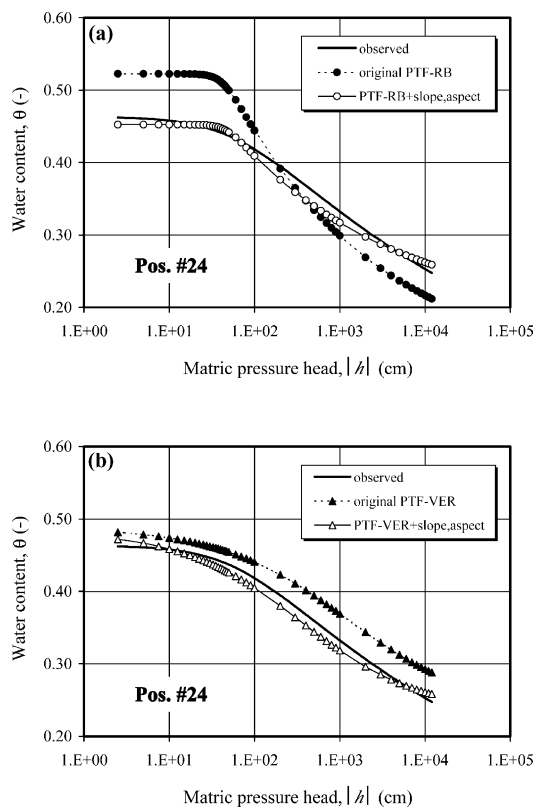 (a)
observed
original PTF-RB
PTF-RB+slope,aspect
0.60
0.50
0.40
0.30
0.20
Water content, θ (-)
Pos. #24
1.E+00 1.E+01 1.E+02 1.E+03 1.E+04 1.E+05
Matric pressure head, |h| (cm)
(b)
observed
original PTF-VER
PTF-VER+slope,aspect
0.60
0.50
0.40
0.30
0.20
Water content, θ (-)
Pos. #24
1.E+00 1.E+01 1.E+02 1.E+03 1.E+04 1.E+05
Matric pressure head, |h| (cm)